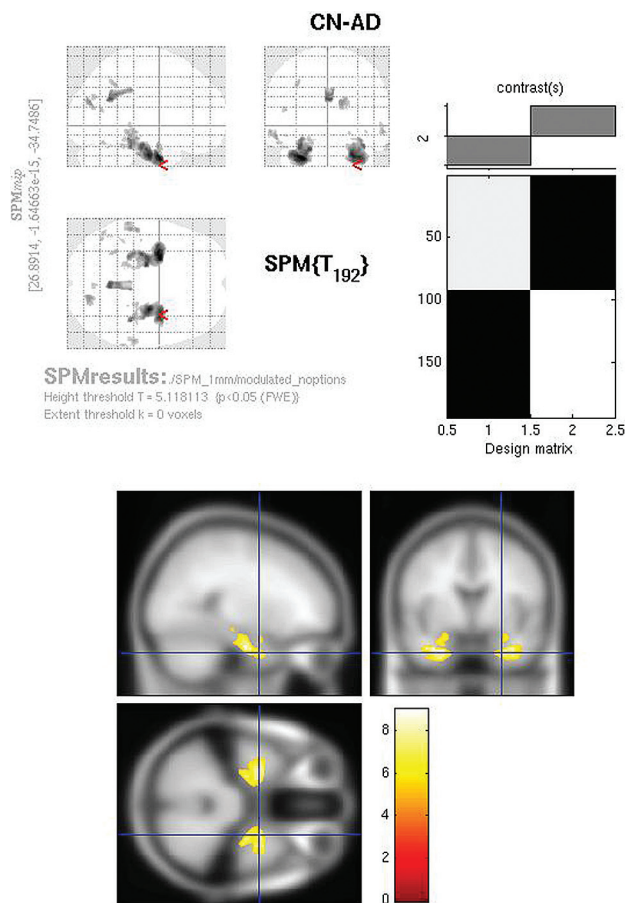 CN-AD
SPMmip
[26.8914, -1.64663e-15, -34.7486]
<
<
<
SPM{T192}
contrast(s)
2
50
100
150
0.5 1 1.5 2 2.5
Design matrix
SPMresults: ./SPM_1mm/modulated_noptions
Height threshold T = 5.118113 {p<0.05 (FWE)}
Extent threshold k = 0 voxels
8
6
4
2
0